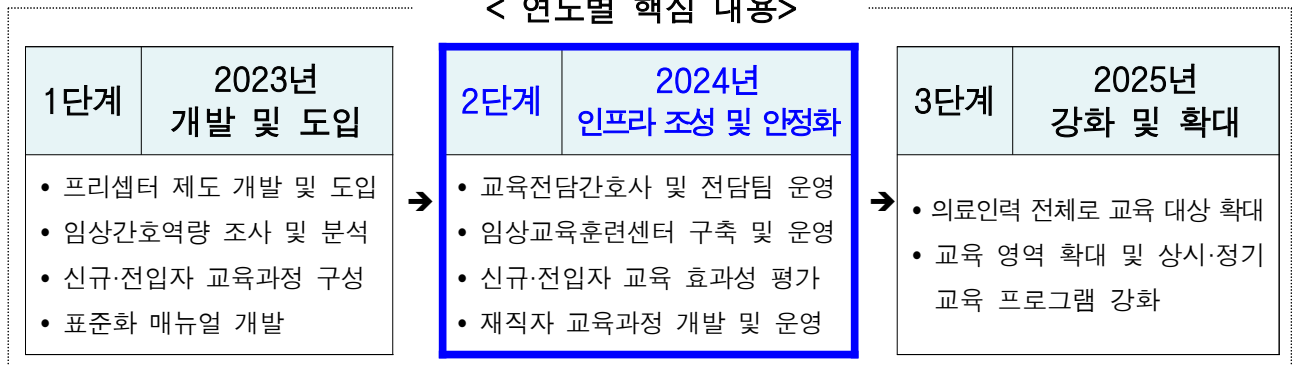 < 연도별 핵심 내용>
1단계
2023년
개발 및 도입
• 프리셉터 제도 개발 및 도입
• 임상간호역량 조사 및 분석
• 신규·전입자 교육과정 구성
• 표준화 매뉴얼 개발
➔
2단계
2024년
인프라 조성 및 안정화
• 교육전담간호사 및 전담팀 운영
• 임상교육훈련센터 구축 및 운영
• 신규·전입자 교육 효과성 평가
• 재직자 교육과정 개발 및 운영
➔
3단계
2025년
강화 및 확대
• 의료인력 전체로 교육 대상 확대
• 교육 영역 확대 및 상시·정기
교육 프로그램 강화